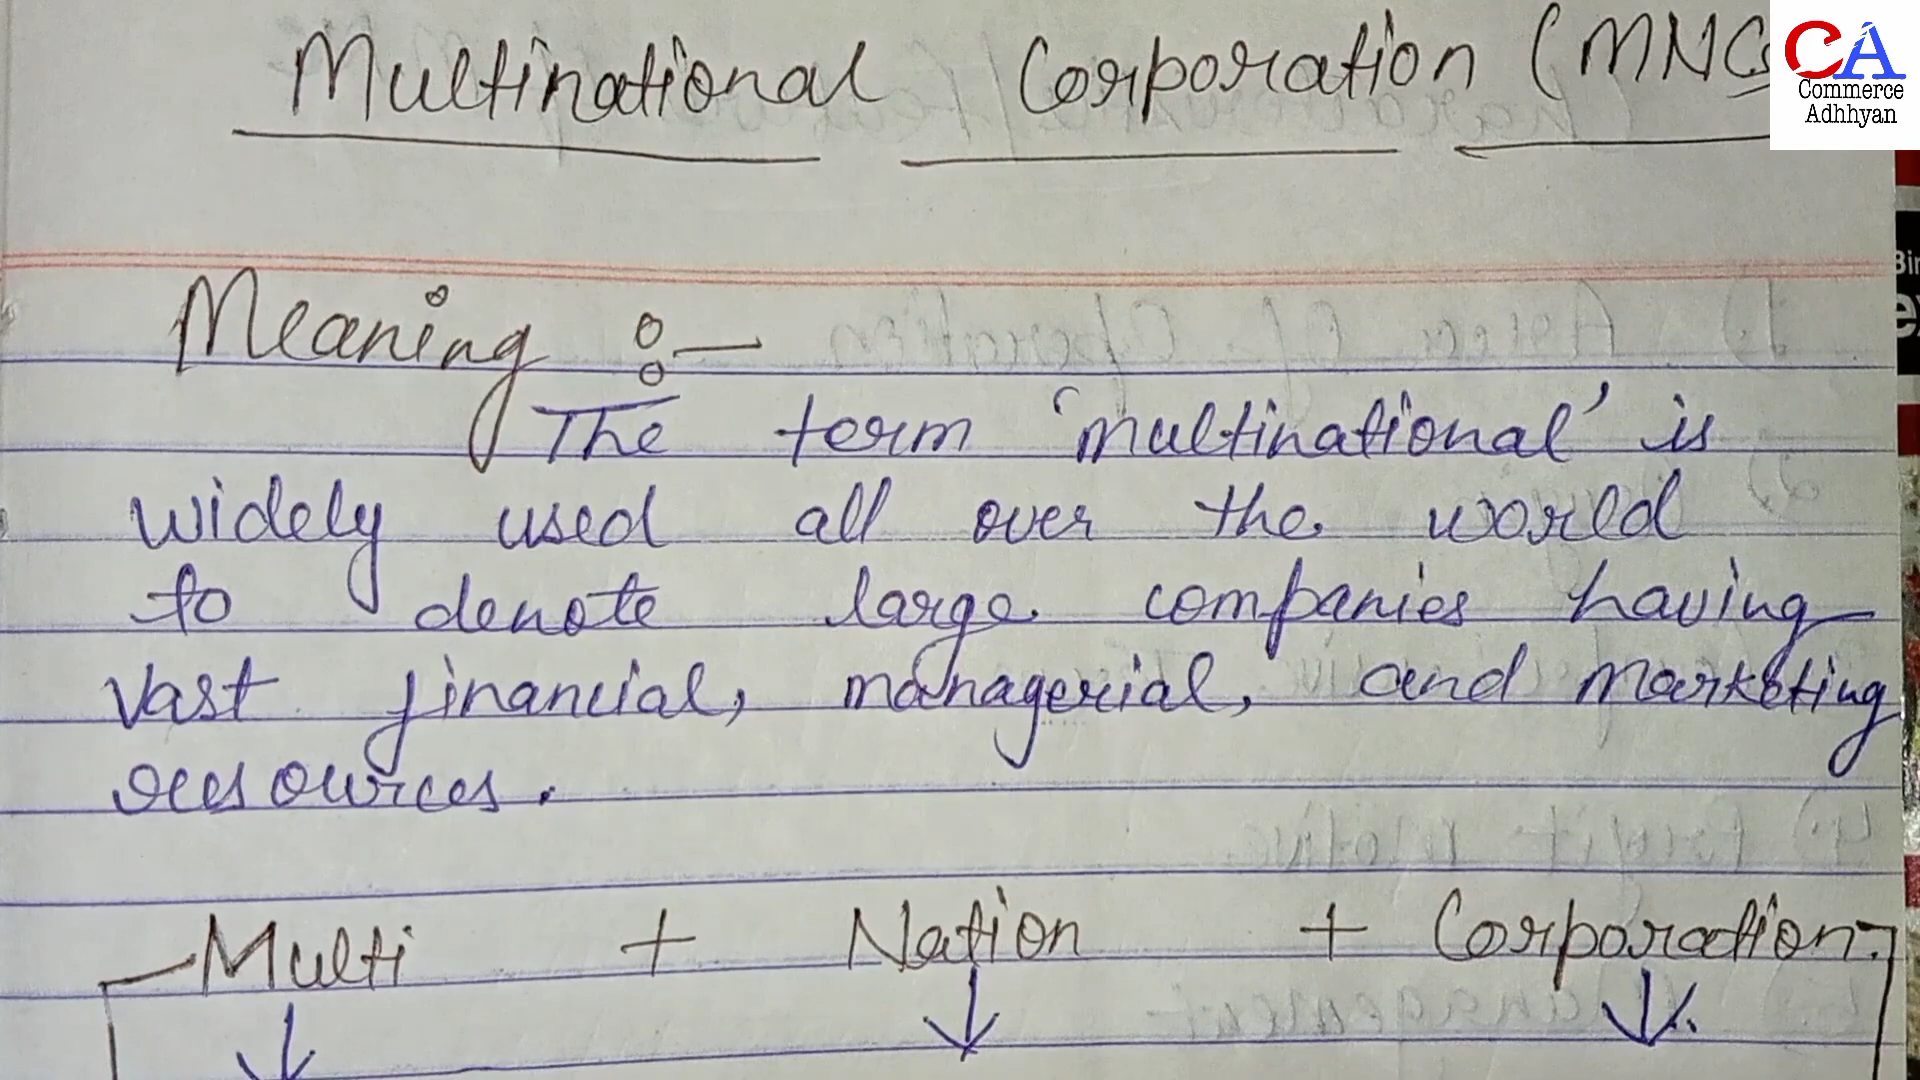 Multinational Corporation (MNCs
CA
Commerce
Adhhyan
Meaning :-
The term 'multinational' is
widely used all over the world
to denote large companies having
vast financial, managerial, and marketing
resources.
Multi + Nation + Corporation